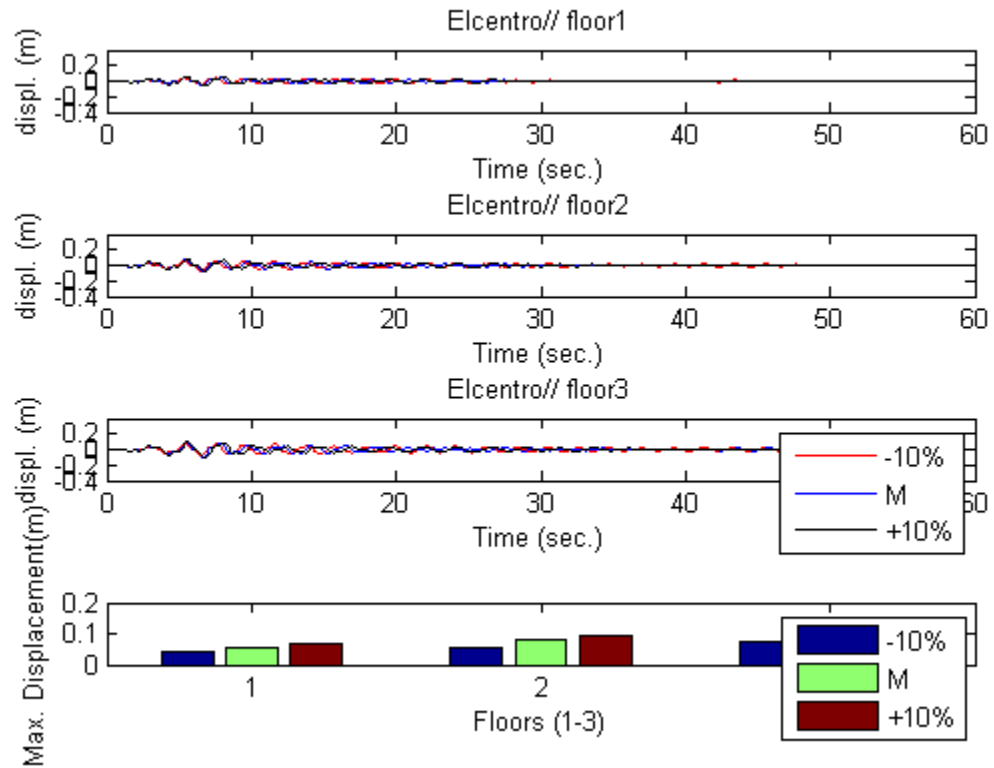 Elcentro// floor1
displ. (m)
0.2
0
-0.2
-0.4
0 10 20 30 40 50 60
Time (sec.)
Elcentro// floor2
displ. (m)
0.2
0
-0.2
-0.4
0 10 20 30 40 50 60
Time (sec.)
Elcentro// floor3
displ. (m)
0.2
0
-0.2
-0.4
0 10 20 30 40 60
Time (sec.)
-10%
M
+10%
Max. Displacement(m)
0.2
0.1
0
1 2
Floors (1-3)
-10%
M
+10%